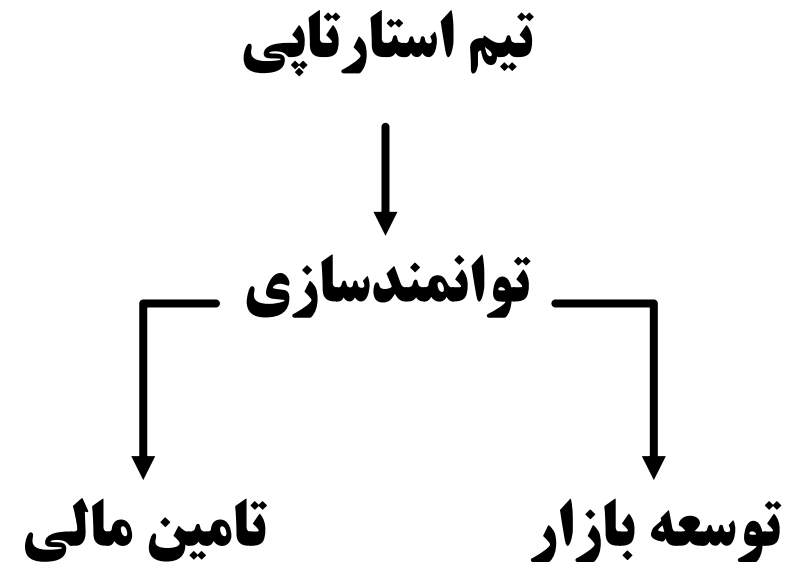 تیم استارتاپی
توانمندسازی
توسعه بازار
تامین مالی